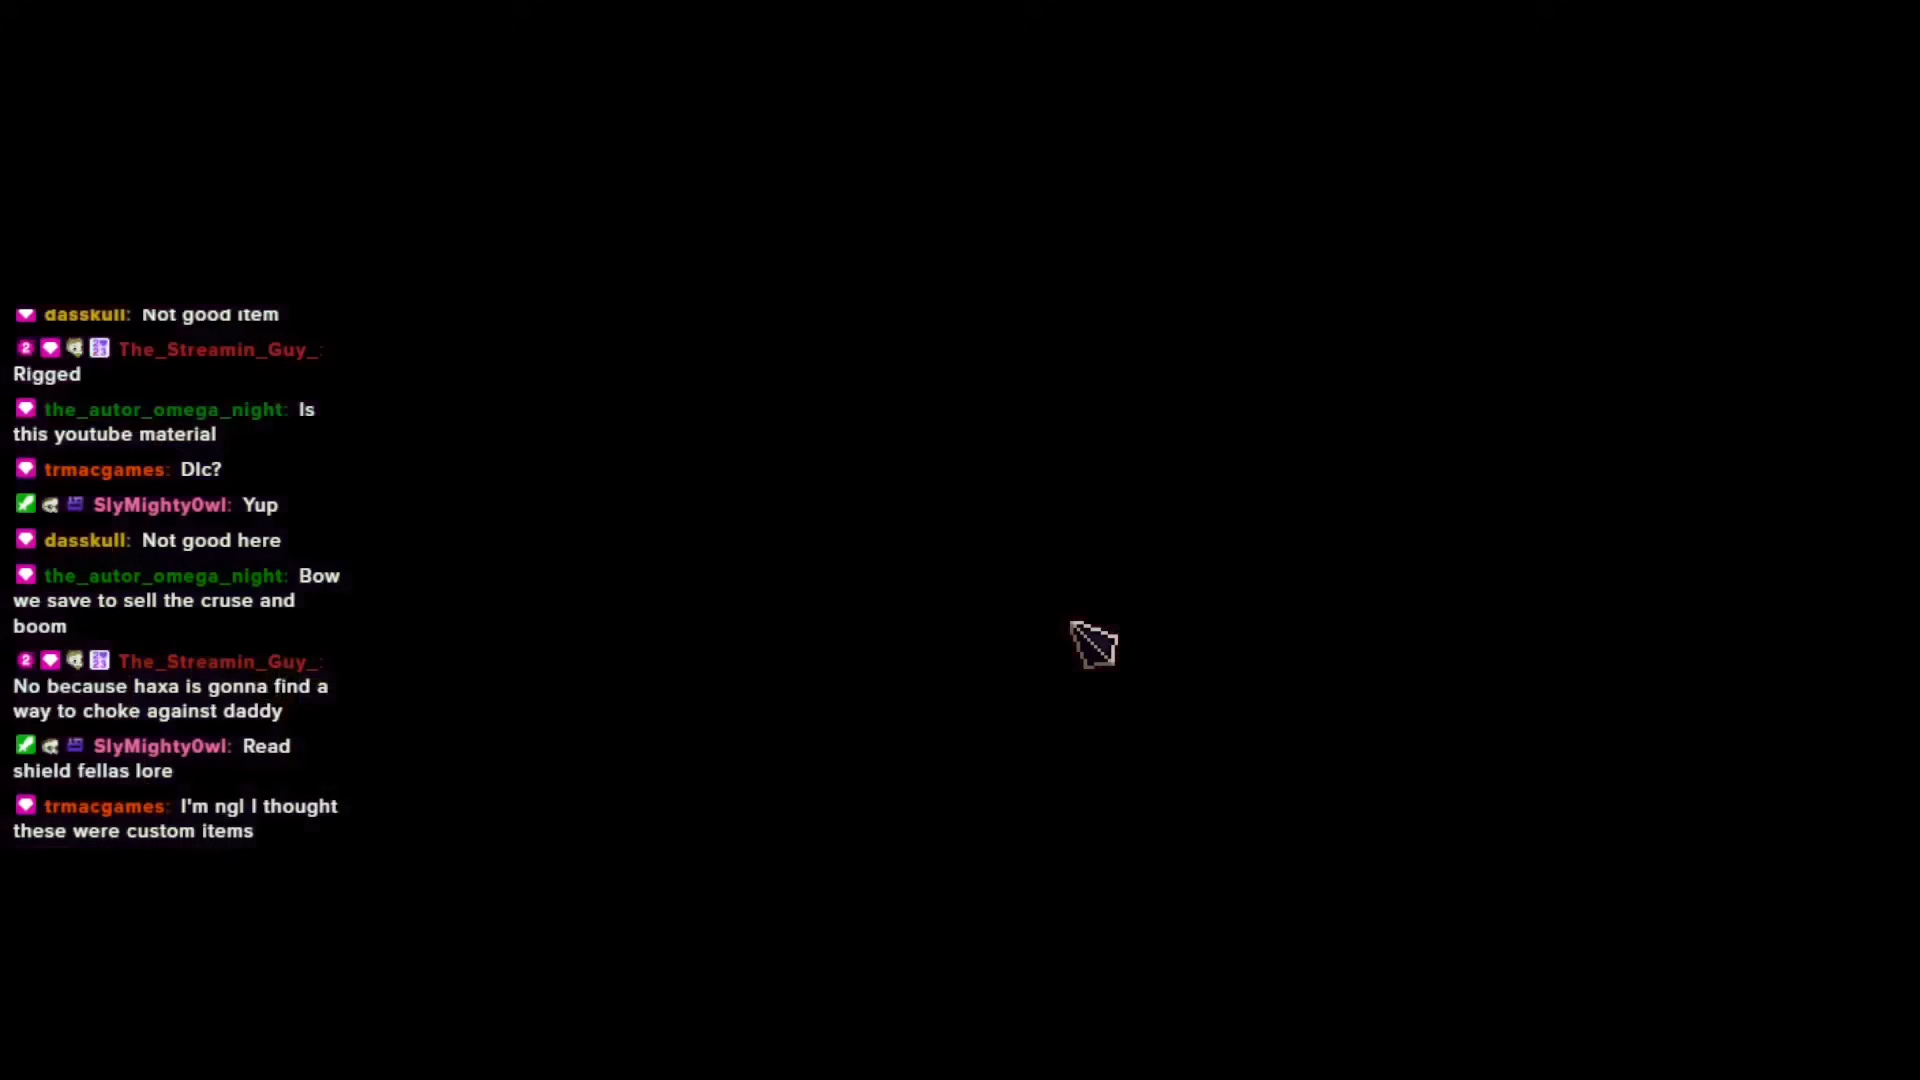 dasskull: Not good item
The_Streamin_Guy_:
Rigged
the_autor_omega_night: Is
this youtube material
trmacgames: Dlc?
SlyMighty0wl: Yup
dasskull: Not good here
the_autor_omega_night: Bow
we save to sell the cruse and
boom
The_Streamin_Guy_:
No because haxa is gonna find a
way to choke against daddy
SlyMighty0wl: Read
shield fellas lore
trmacgames: I'm ngl I thought
these were custom items